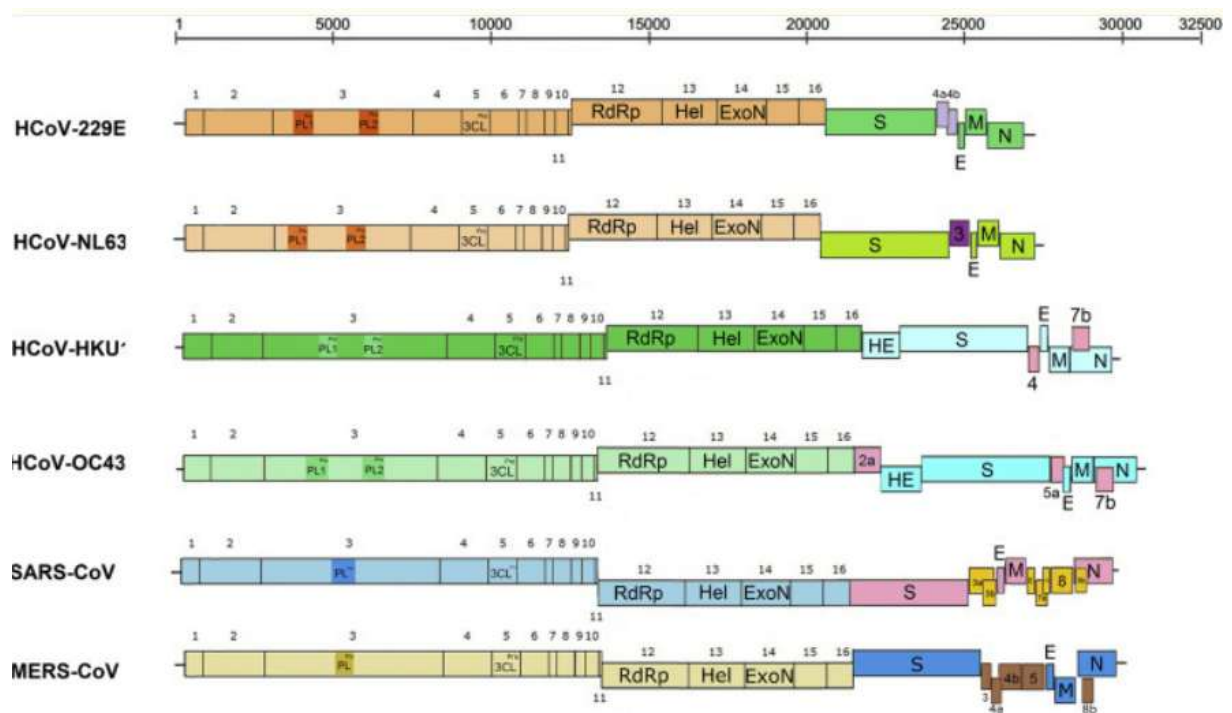 1 5000 10000 15000 20000 25000 30000 32500
1 2 3 4 5 6 7 8 9 10 12 13 14 15 16 4a 4b
HCoV-229E PL1 PL2 3CL RdRp Hel ExoN S M N
11 E
1 2 3 4 5 6 7 8 9 10 12 13 14 15 16
HCoV-NL63 PL1 PL2 3CL RdRp Hel ExoN S 3 M N
11 E
1 2 3 4 5 6 7 8 9 10 12 13 14 15 16 E 7b
HCoV-HKU PL1 PL2 3CL RdRp Hel ExoN HE S M N
11 4
1 2 3 4 5 6 7 8 9 10 12 13 14 15 16
HCoV-OC43 PL1 PL2 3CL RdRp Hel ExoN 2a HE S M N
11 5a E 7b
1 2 3 4 5 6 7 8 9 10 12 13 14 15 16 E
SARS-CoV PL 3CL RdRp Hel ExoN S 3a 3b M 8 N
11
1 2 3 4 5 6 7 8 9 10 12 13 14 15 16 E
MERS-CoV PL 3CL RdRp Hel ExoN S 4b 5 M N
11 3 4a 8b